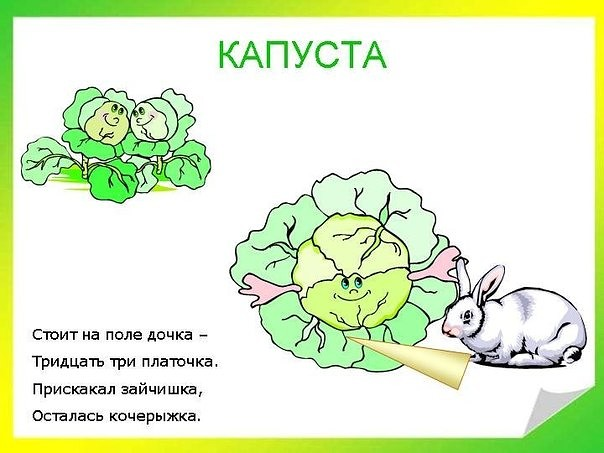 КАПУСТА
Стоит на поле дочка –
Тридцать три платочка.
Прискакал зайчишка,
Осталась кочерыжка.